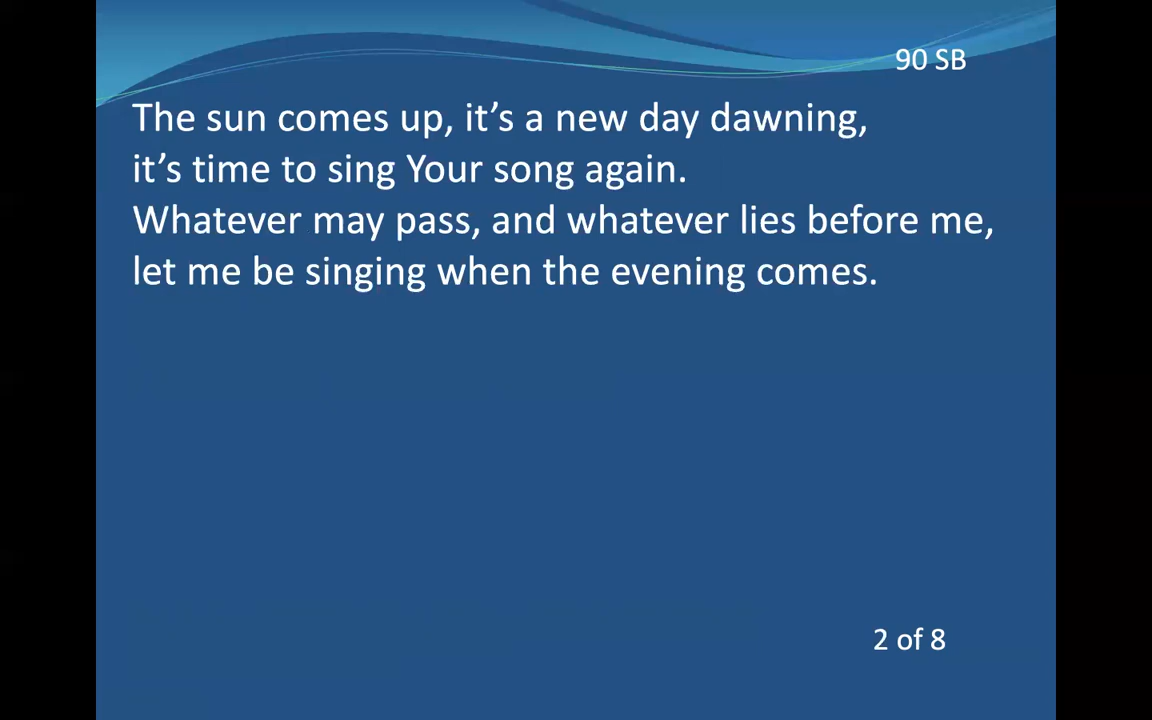 90 SB
The sun comes up, it’s a new day dawning,
it’s time to sing Your song again.
Whatever may pass, and whatever lies before me,
let me be singing when the evening comes.
2 of 8